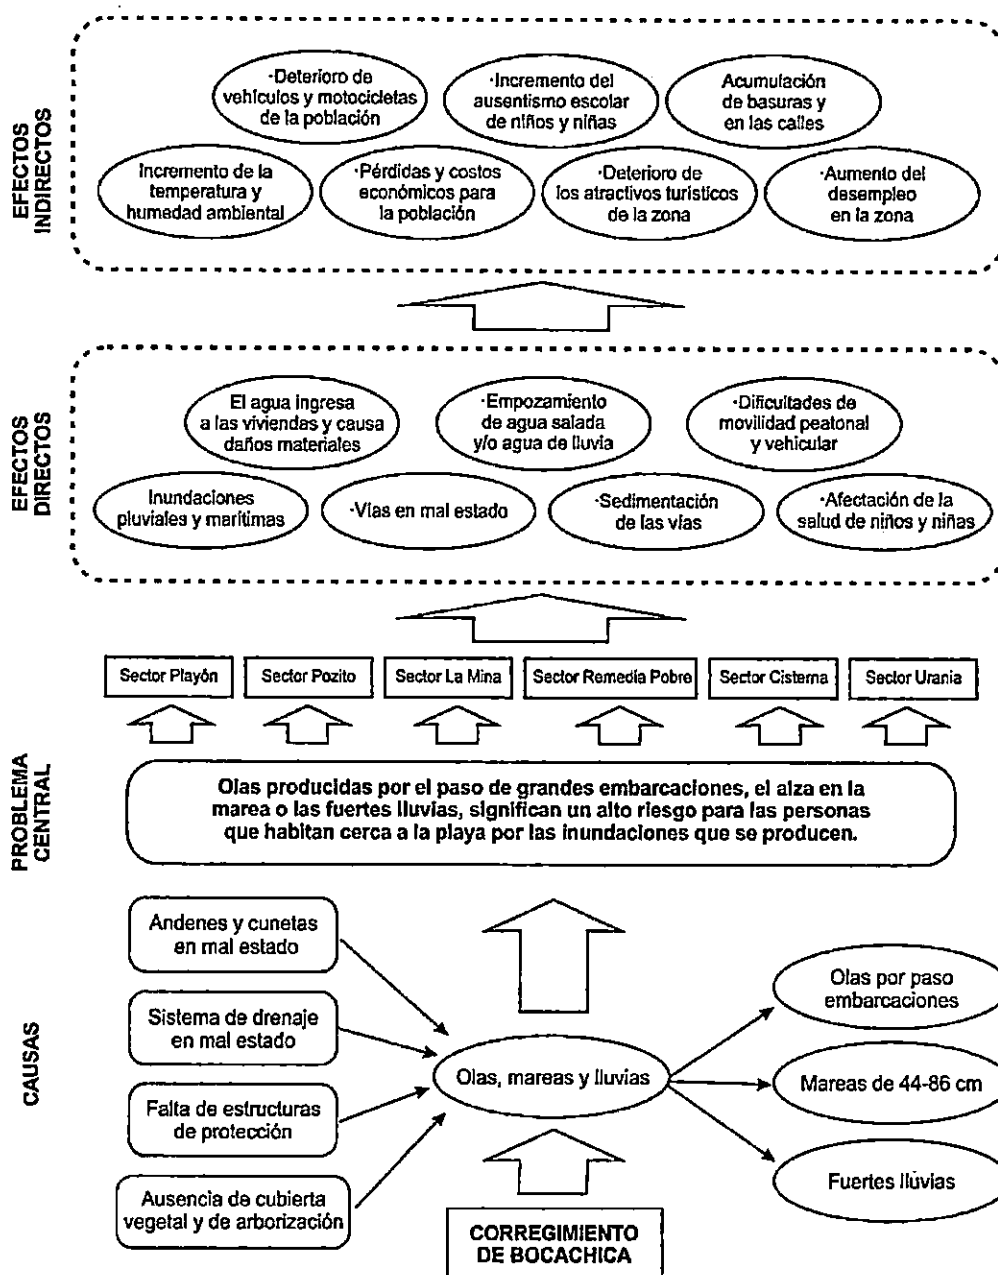 EFECTOS
INDIRECTOS
·Deterioro de
vehículos y motocicletas
de la población
·Incremento del
ausentismo escolar
de niños y niñas
Acumulación
de basuras y
en las calles
Incremento de la
temperatura y
humedad ambiental
·Pérdidas y costos
económicos para
la población
·Deterioro de
los atractivos turísticos
de la zona
·Aumento del
desempleo
en la zona
EFECTOS
DIRECTOS
El agua ingresa
a las viviendas y causa
daños materiales
·Empozamiento
de agua salada
y/o agua de lluvia
·Dificultades de
movilidad peatonal
y vehicular
Inundaciones
pluviales y marítimas
·Vías en mal estado
·Sedimentación
de las vías
·Afectación de la
salud de niños y niñas
Sector Playón
Sector Pozito
Sector La Mina
Sector Remedia Pobre
Sector Cisterna
Sector Urania
PROBLEMA
CENTRAL
Olas producidas por el paso de grandes embarcaciones, el alza en la
marea o las fuertes lluvias, significan un alto riesgo para las personas
que habitan cerca a la playa por las inundaciones que se producen.
CAUSAS
Andenes y cunetas
en mal estado
Sistema de drenaje
en mal estado
Falta de estructuras
de protección
Ausencia de cubierta
vegetal y de arborización
Olas, mareas y lluvias
Olas por paso
embarcaciones
Mareas de 44-86 cm
Fuertes llúvias
CORREGIMIENTO
DE BOCACHICA